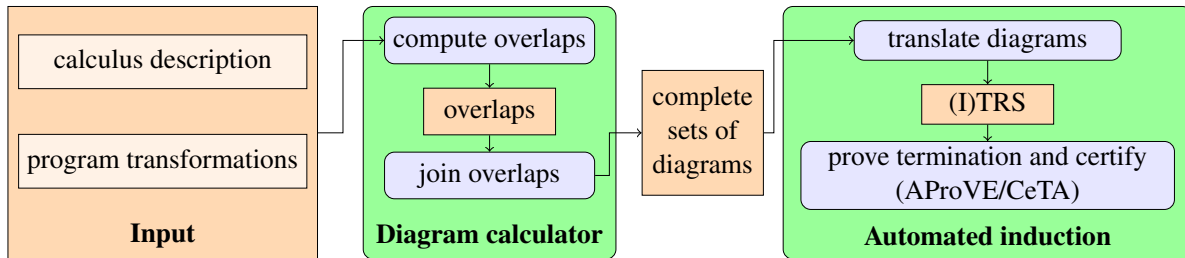 calculus description
program transformations
Input
compute overlaps
overlaps
join overlaps
Diagram calculator
complete
sets of
diagrams
translate diagrams
(I)TRS
prove termination and certify
(AProVE/CeTA)
Automated induction